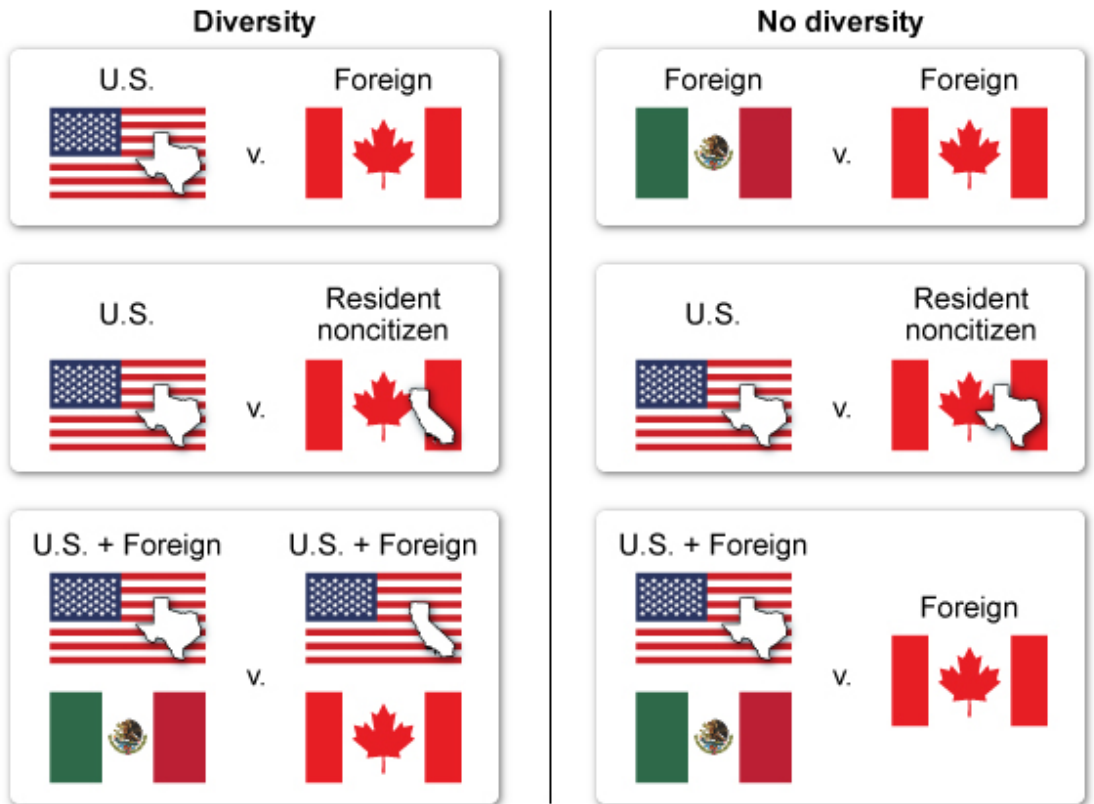 Diversity
U.S.
v.
Foreign
U.S.
v.
Resident
noncitizen
U.S. + Foreign
v.
U.S. + Foreign
No diversity
Foreign
v.
Foreign
U.S.
v.
Resident
noncitizen
U.S. + Foreign
v.
Foreign